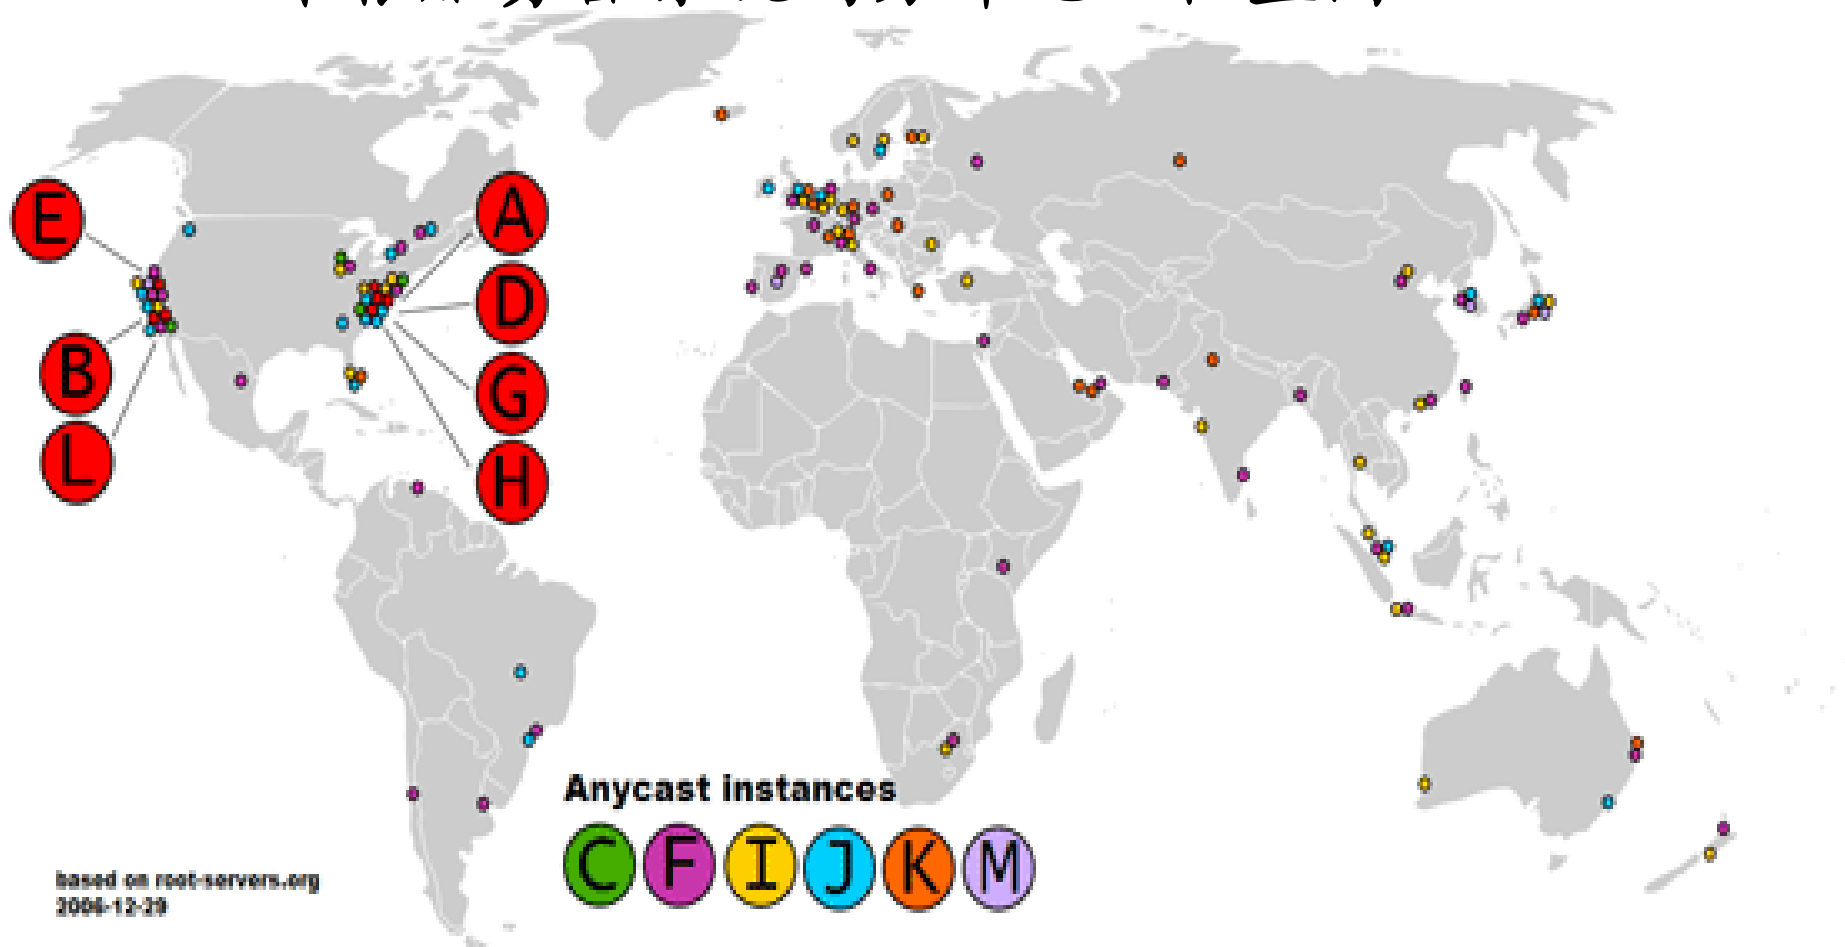 E
A
D
B
G
L
H
Anycast instances
C F I J K M
based on root-servers.org
2006-12-29